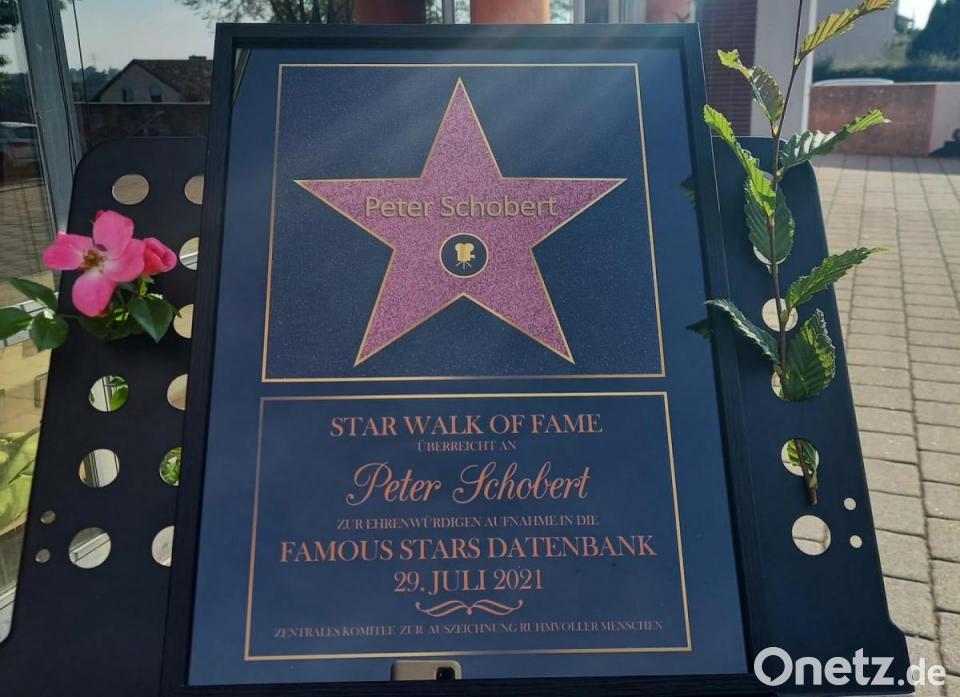 Peter Schobert
STAR WALK OF FAME
ÜBERREICHT AN
Peter Schobert
ZUR EHRENWÜRDIGEN AUFNAHME IN DIE
FAMOUS STARS DATENBANK
29. JULI 2021
ZENTRALES KOMITEE ZUR AUSZEICHNUNG RUHMVOLLER MENSCHEN
Onetz.de